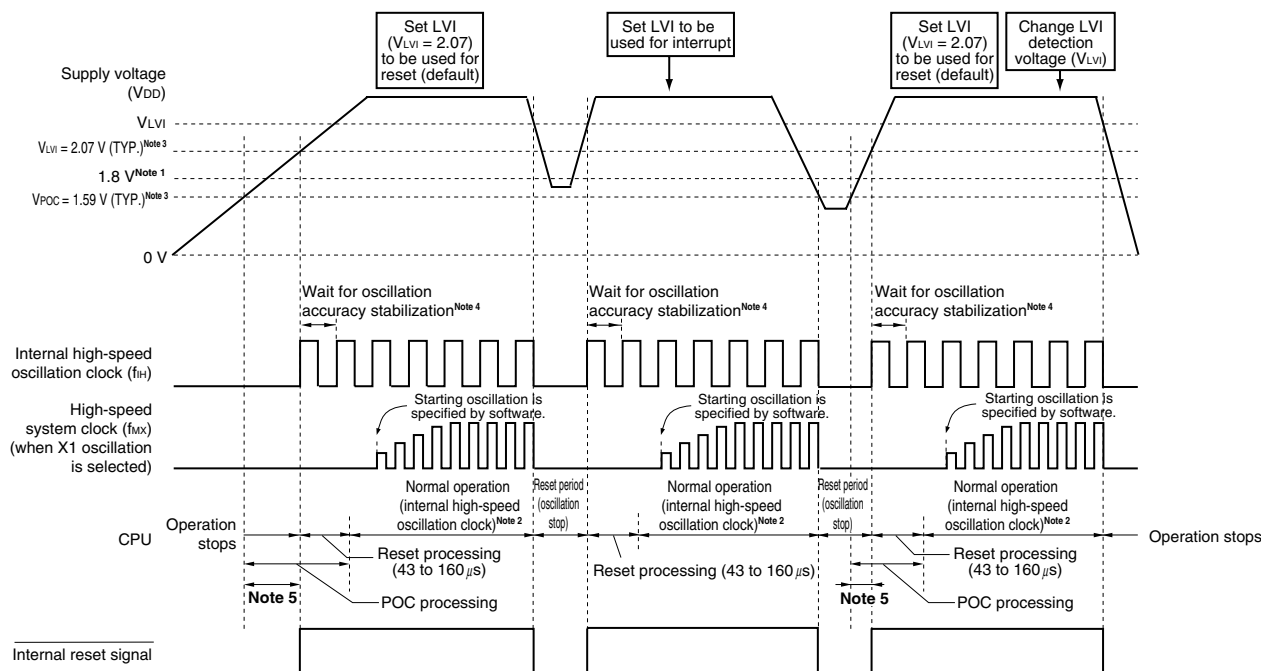 Set LVI
(VLVI = 2.07)
to be used for
reset (default)
Set LVI to be
used for interrupt
Set LVI
(VLVI = 2.07)
to be used for
reset (default)
Change LVI
detection
voltage (VLVI)
Supply voltage
(VDD)
VLVI
VLVI = 2.07 V (TYP.)Note 3
1.8 VNote 1
VPOC = 1.59 V (TYP.)Note 3
0 V
Wait for oscillation
accuracy stabilizationNote 4
Wait for oscillation
accuracy stabilizationNote 4
Wait for oscillation
accuracy stabilizationNote 4
Internal high-speed
oscillation clock (fIH)
Starting oscillation is
specified by software.
Starting oscillation is
specified by software.
Starting oscillation is
specified by software.
High-speed
system clock (fMX)
(when X1 oscillation
is selected)
CPU
Operation
stops
Normal operation
(internal high-speed
oscillation clock)Note 2
Reset period
(oscillation
stop)
Normal operation
(internal high-speed
oscillation clock)Note 2
Reset period
(oscillation
stop)
Normal operation
(internal high-speed
oscillation clock)Note 2
Operation stops
Reset processing
(43 to 160 μs)
Reset processing (43 to 160 μs)
Reset processing
(43 to 160 μs)
Note 5
POC processing
Note 5
POC processing
Internal reset signal